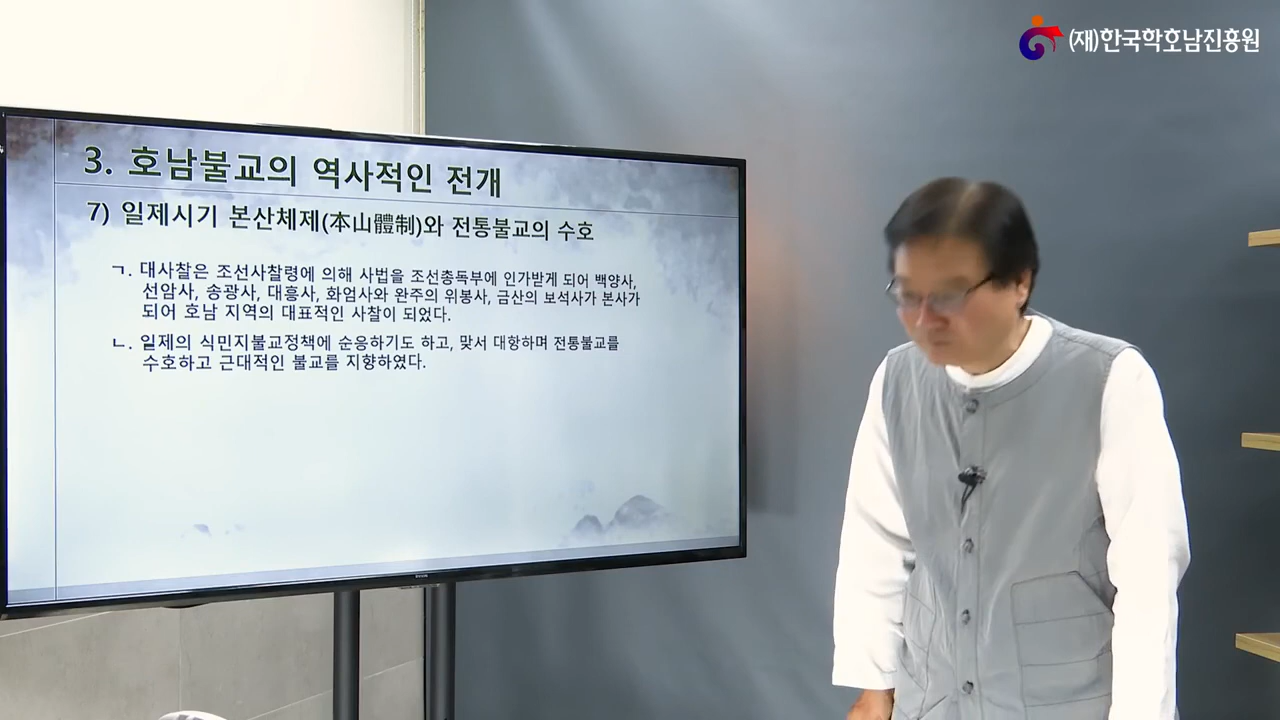 (재)한국학호남진흥원
3. 호남불교의 역사적인 전개
7) 일제시기 본산체제(本山體制)와 전통불교의 수호
ㄱ. 대사찰은 조선사찰령에 의해 사법을 조선총독부에 인가받게 되어 백양사,
선암사, 송광사, 대흥사, 화엄사와 완주의 위봉사, 금산의 보석사가 본사가
되어 호남 지역의 대표적인 사찰이 되었다.
ㄴ. 일제의 식민지불교정책에 순응하기도 하고, 맞서 대항하며 전통불교를
수호하고 근대적인 불교를 지향하였다.